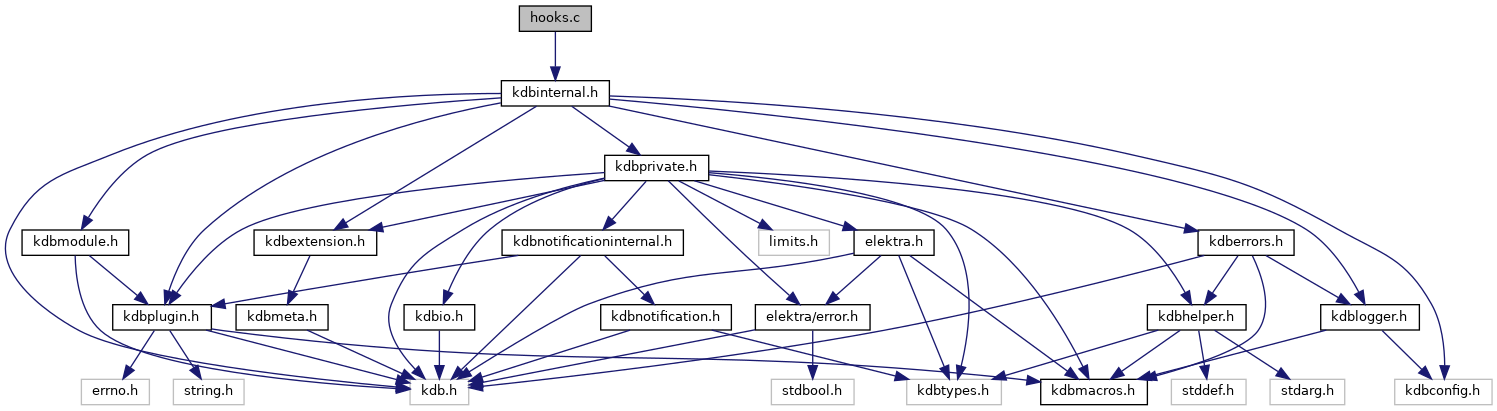 hooks.c
kdbinternal.h
kdbprivate.h
kdbmodule.h
kdbextension.h
kdbnotificationinternal.h
limits.h
elektra.h
kdberrors.h
kdbplugin.h
kdbmeta.h
kdbio.h
kdbnotification.h
elektra/error.h
kdbhelper.h
kdblogger.h
errno.h
string.h
kdb.h
stdbool.h
kdbtypes.h
kdbmacros.h
stddef.h
stdarg.h
kdbconfig.h